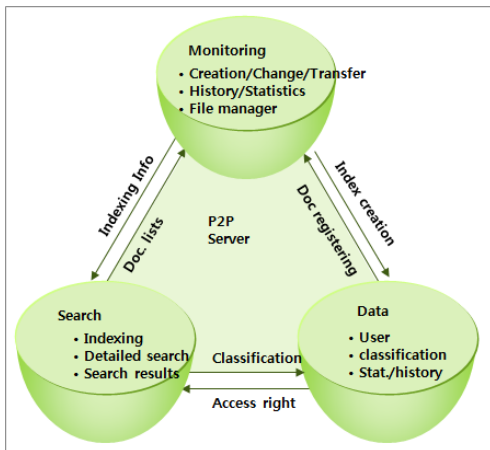 Monitoring
• Creation/Change/Transfer
• History/Statistics
• File manager
Indexing Info
Doc. lists
P2P
Server
Doc registering
Index creation
Search
• Indexing
• Detailed search
• Search results
Classification
Access right
Data
• User
• classification
• Stat./history